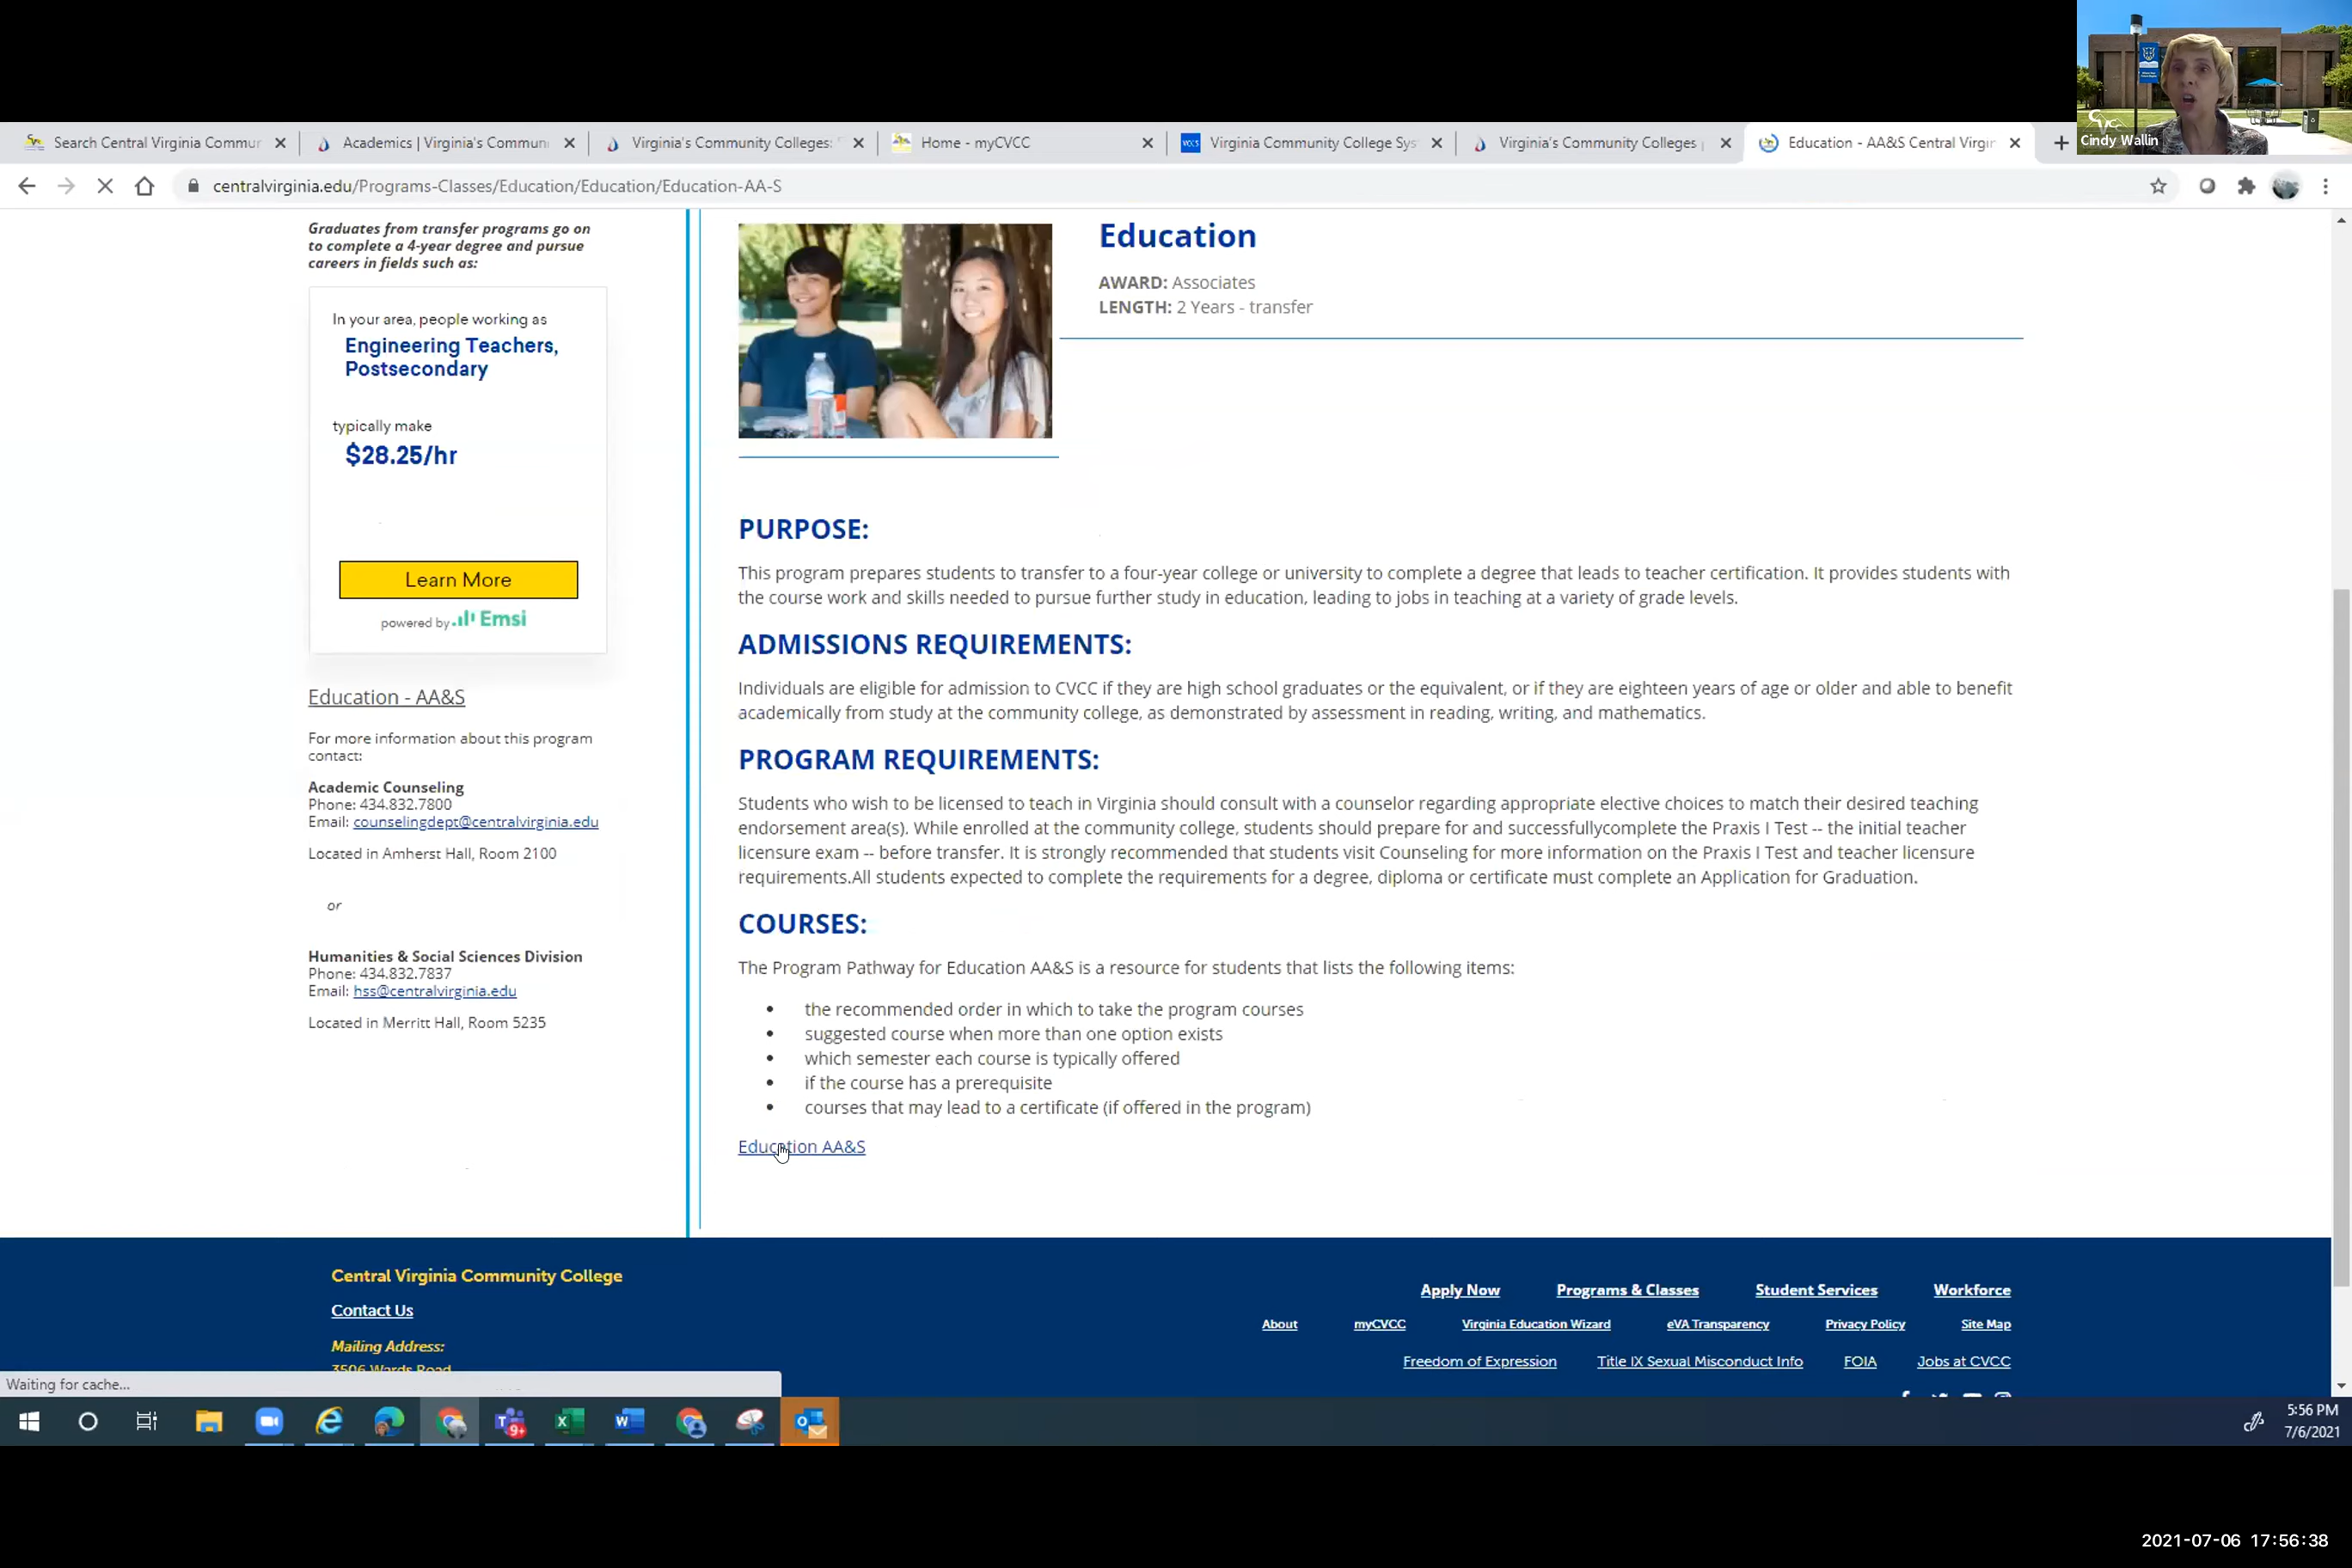 Cindy Wallin
Search Central Virginia Commur
Academics | Virginia's Commun
Virginia's Community Colleges:
Home - myCVCC
VCCS
Virginia Community College Sys
Virginia's Community Colleges
Education - AA&S Central Virgin
centralvirginia.edu/Programs-Classes/Education/Education/Education-AA-S
Graduates from transfer programs go on
to complete a 4-year degree and pursue
careers in fields such as:
In your area, people working as
Engineering Teachers,
Postsecondary
typically make
$28.25/hr
Learn More
powered by Emsi
Education - AA&S
For more information about this program
contact:
Academic Counseling
Phone: 434.832.7800
Email: counselingdept@centralvirginia.edu
Located in Amherst Hall, Room 2100
or
Humanities & Social Sciences Division
Phone: 434.832.7837
Email: hss@centralvirginia.edu
Located in Merritt Hall, Room 5235
Education
AWARD: Associates
LENGTH: 2 Years - transfer
PURPOSE:
This program prepares students to transfer to a four-year college or university to complete a degree that leads to teacher certification. It provides students with
the course work and skills needed to pursue further study in education, leading to jobs in teaching at a variety of grade levels.
ADMISSIONS REQUIREMENTS:
Individuals are eligible for admission to CVCC if they are high school graduates or the equivalent, or if they are eighteen years of age or older and able to benefit
academically from study at the community college, as demonstrated by assessment in reading, writing, and mathematics.
PROGRAM REQUIREMENTS:
Students who wish to be licensed to teach in Virginia should consult with a counselor regarding appropriate elective choices to match their desired teaching
endorsement area(s). While enrolled at the community college, students should prepare for and successfullycomplete the Praxis I Test -- the initial teacher
licensure exam -- before transfer. It is strongly recommended that students visit Counseling for more information on the Praxis I Test and teacher licensure
requirements.All students expected to complete the requirements for a degree, diploma or certificate must complete an Application for Graduation.
COURSES:
The Program Pathway for Education AA&S is a resource for students that lists the following items:
• the recommended order in which to take the program courses
• suggested course when more than one option exists
• which semester each course is typically offered
• if the course has a prerequisite
• courses that may lead to a certificate (if offered in the program)
Education AA&S
Central Virginia Community College
Contact Us
Mailing Address:
3506 Wards Road
Apply Now Programs & Classes Student Services Workforce
About myCVCC Virginia Education Wizard eVA Transparency Privacy Policy Site Map
Freedom of Expression Title IX Sexual Misconduct Info FOIA Jobs at CVCC
Waiting for cache...
9+
5:56 PM
7/6/2021
2021-07-06 17:56:38